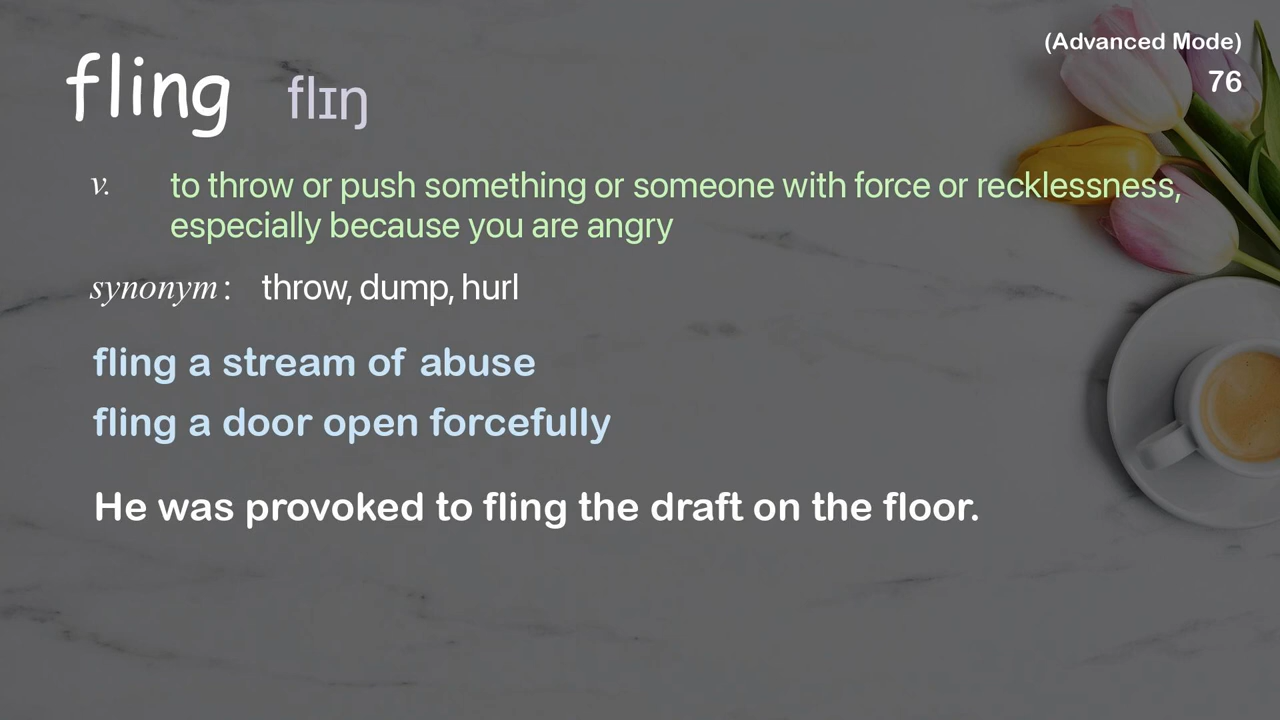 (Advanced Mode)
76
fling flɪŋ
v. to throw or push something or someone with force or recklessness,
especially because you are angry
synonym: throw, dump, hurl
fling a stream of abuse
fling a door open forcefully
He was provoked to fling the draft on the floor.